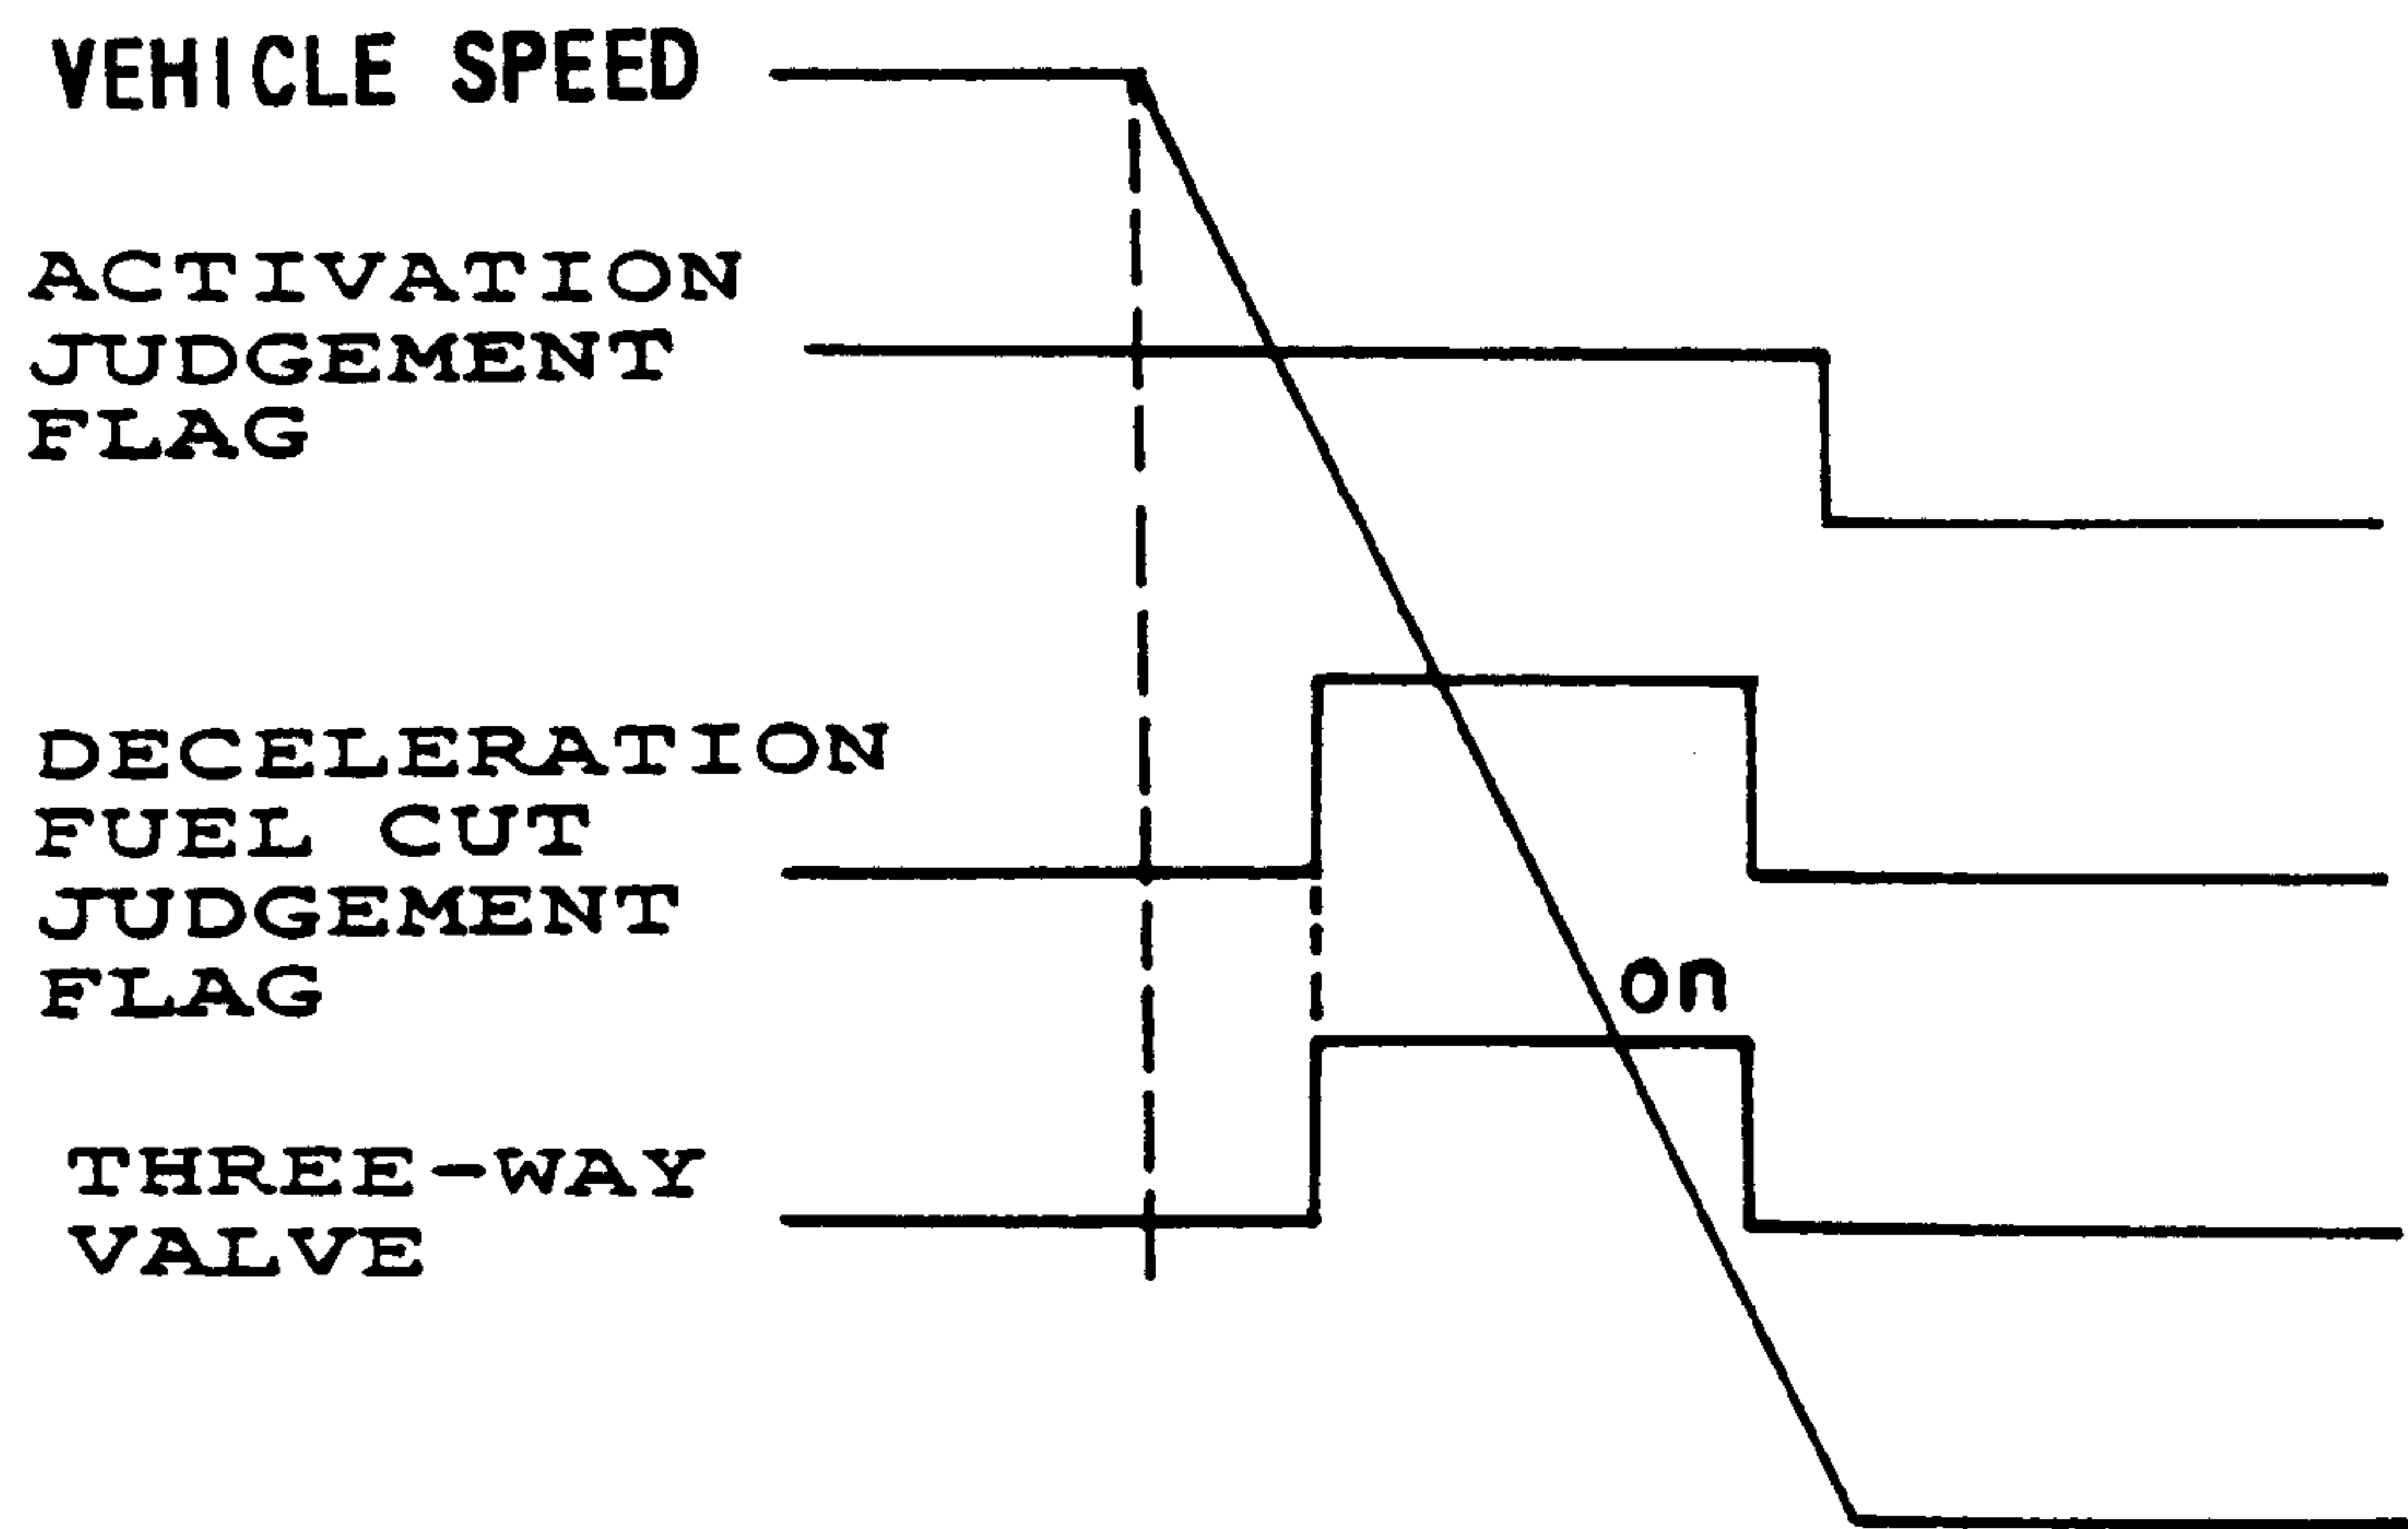 VEHICLE SPEED
ACTIVATION
JUDGEMENT
FLAG
DECELERATION
FUEL CUT
JUDGEMENT
FLAG
on
THREE-WAY
VALVE